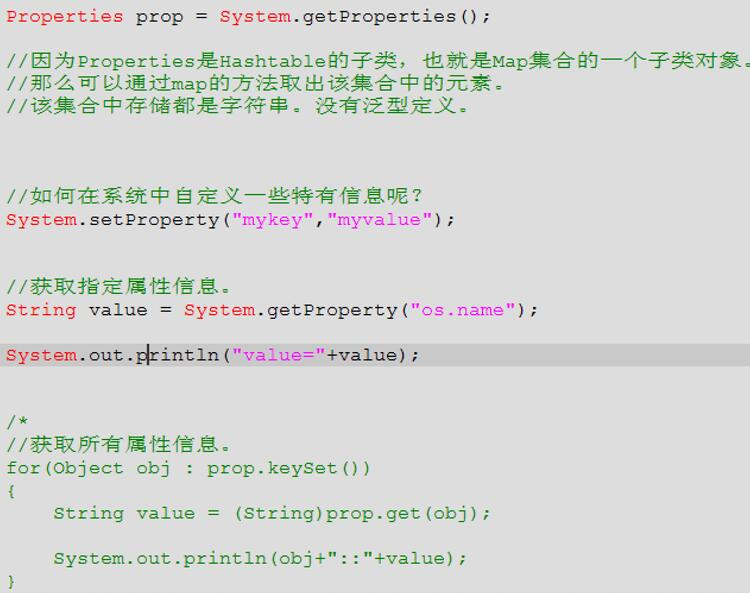 Properties prop = System.getProperties();
//因为Properties是Hashtable的子类，也就是Map集合的一个子类对象。
//那么可以通过map的方法取出该集合中的元素。
//该集合中存储都是字符串。没有泛型定义。
//如何在系统中自定义一些特有信息呢？
System.setProperty("mykey","myvalue");
//获取指定属性信息。
String value = System.getProperty("os.name");
System.out.println("value="+value);
/*
//获取所有属性信息。
for(Object obj : prop.keySet())
{
    String value = (String)prop.get(obj);
    System.out.println(obj+"::"+value);
}